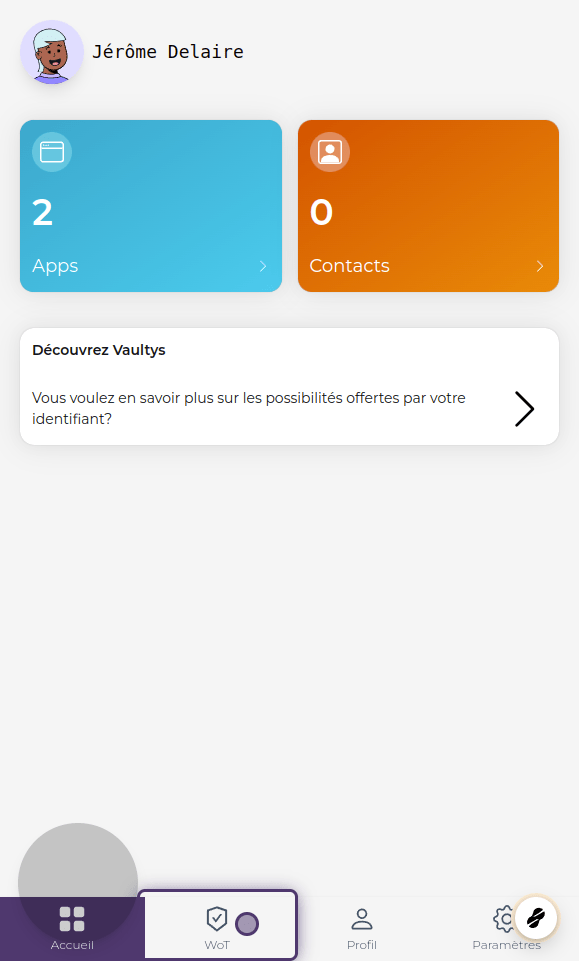 Jérôme Delaire
2
Apps
0
Contacts
Découvrez Vaultys
Vous voulez en savoir plus sur les possibilités offertes par votre
identifiant?
Accueil
WoT
Profil
Paramètres